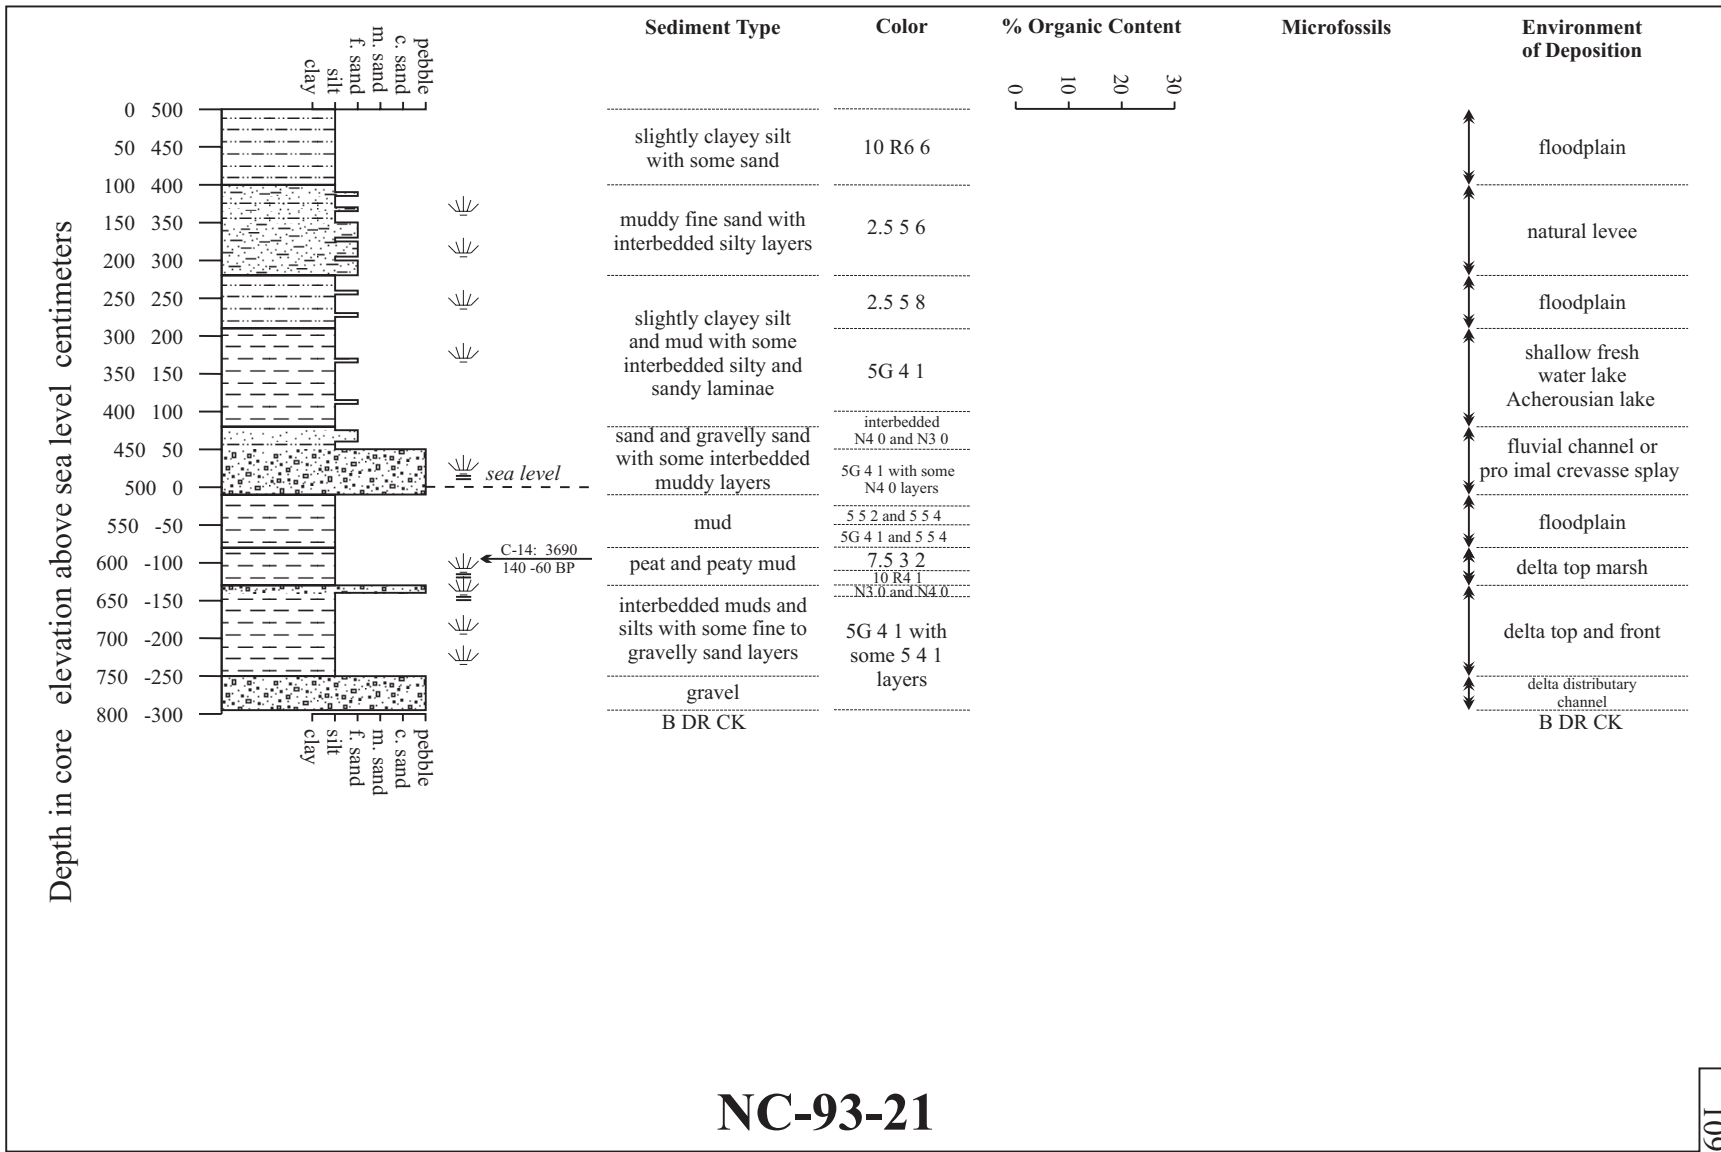 Sediment Type
Color
% Organic Content
Microfossils
Environment
of Deposition
clay
silt
f. sand
m. sand
c. sand
pebble
0 10 20 30
Depth in core elevation above sea level centimeters
0 500
50 450
100 400
150 350
200 300
250 250
300 200
350 150
400 100
450 50
500 0
550 -50
600 -100
650 -150
700 -200
750 -250
800 -300
clay
silt
f. sand
m. sand
c. sand
pebble
sea level
C-14: 3690
140 -60 BP
slightly clayey silt
with some sand
muddy fine sand with
interbedded silty layers
slightly clayey silt
and mud with some
interbedded silty and
sandy laminae
sand and gravelly sand
with some interbedded
muddy layers
mud
peat and peaty mud
interbedded muds and
silts with some fine to
gravelly sand layers
gravel
B DR CK
10 R6 6
2.5 5 6
2.5 5 8
5G 4 1
interbedded
N4 0 and N3 0
5G 4 1 with some
N4 0 layers
5 5 2 and 5 5 4
5G 4 1 and 5 5 4
7.5 3 2
10 R4 1
N3 0 and N4 0
5G 4 1 with
some 5 4 1
layers
floodplain
natural levee
floodplain
shallow fresh
water lake
Acherousian lake
fluvial channel or
pro imal crevasse splay
floodplain
delta top marsh
delta top and front
delta distributary
channel
B DR CK
NC-93-21
109